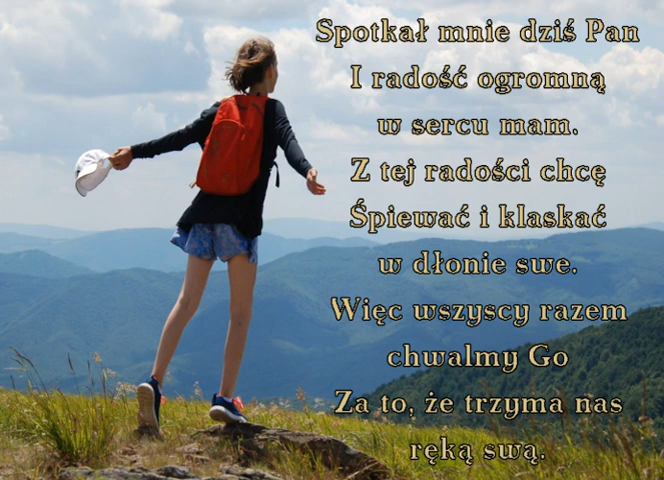 Spotkał mnie dziś Pan
I radość ogromną
w sercu mam.
Z tej radości chcę
Śpiewać i klaskać
w dłonie swe.
Więc wszyscy razem
chwalmy Go
Za to, że trzyma nas
ręką swą.